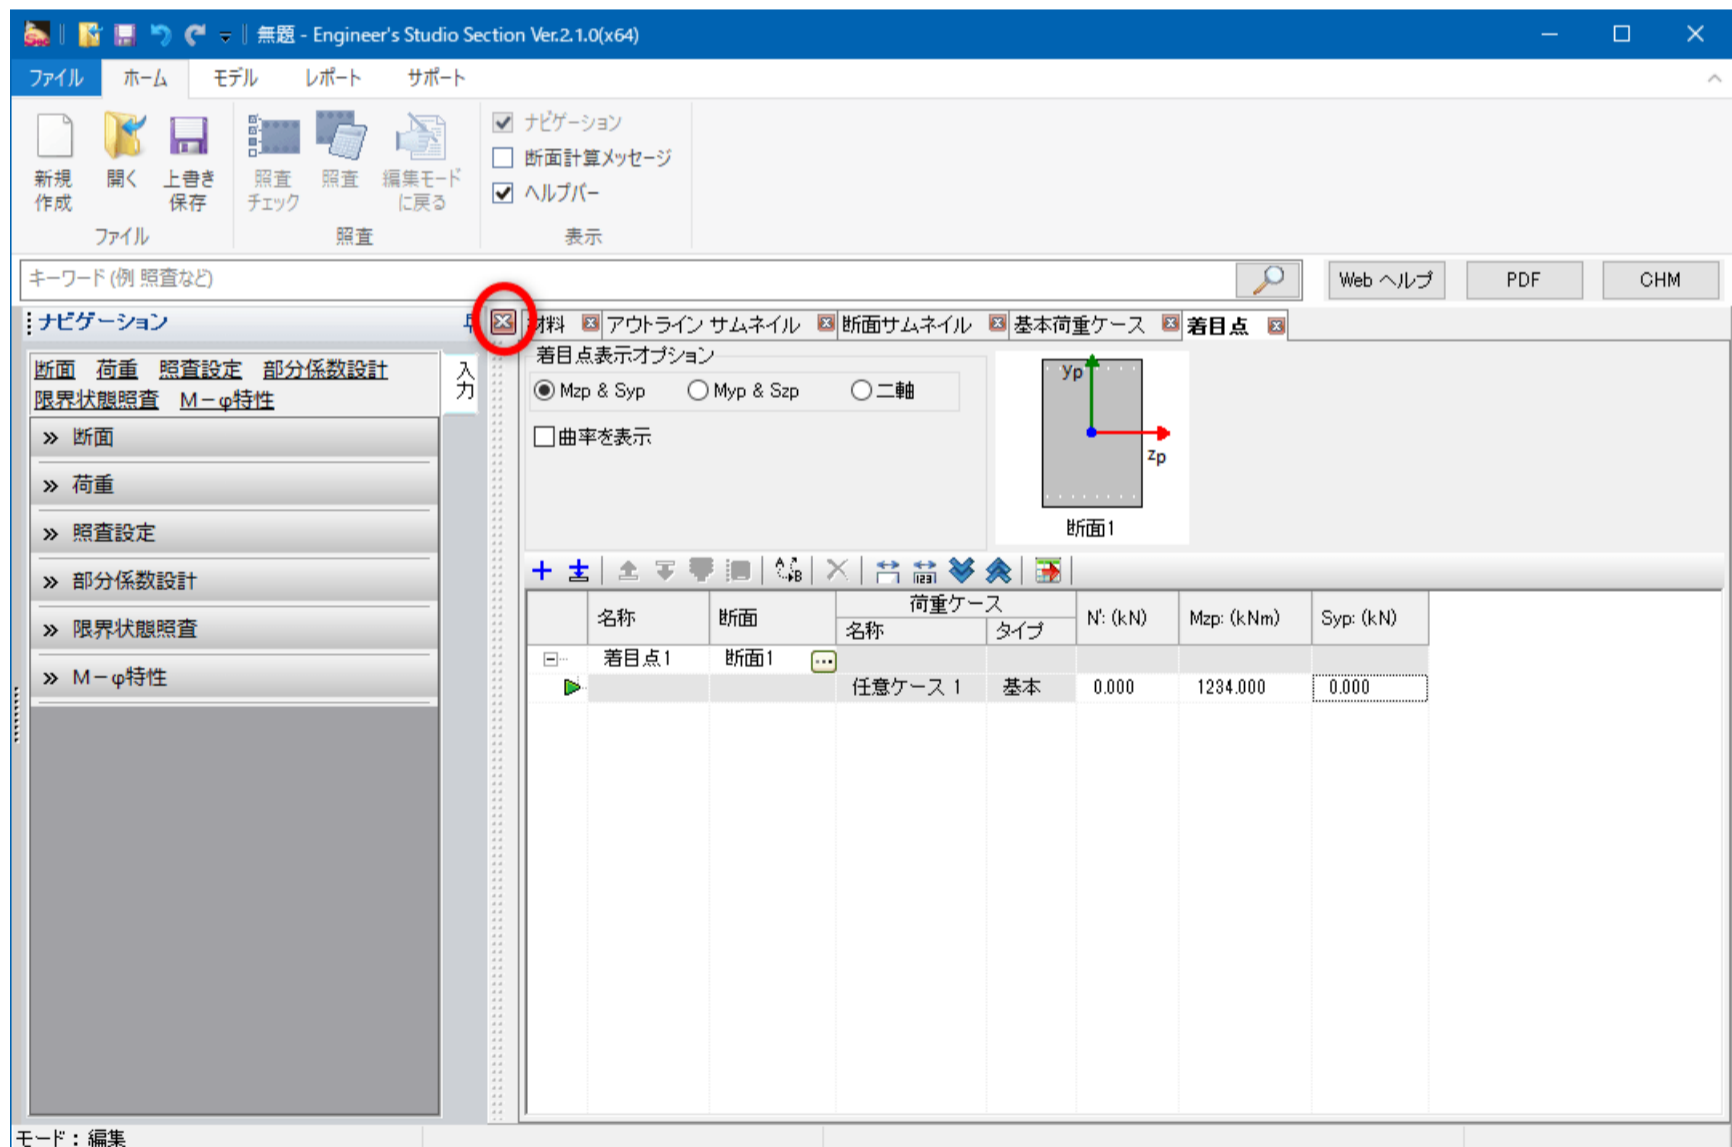 無題 - Engineer's Studio Section Ver.2.1.0(x64)
ファイル ホーム モデル レポート サポート
新規作成 開く 上書き保存 照査チェック 照査 編集モードに戻る
ナビゲーション
断面計算メッセージ
ヘルプバー
ファイル 照査 表示
キーワード (例 照査など) Web ヘルプ PDF CHM
ナビゲーション
材料 アウトライン サムネイル 断面サムネイル 基本荷重ケース 着目点
断面 荷重 照査設定 部分係数設計
限界状態照査 M－φ特性
入力
» 断面
» 荷重
» 照査設定
» 部分係数設計
» 限界状態照査
» M－φ特性
着目点表示オプション
Mzp & Syp Myp & Szp 二軸
曲率を表示
yp
zp
断面1
名称 断面 荷重ケース N': (kN) Mzp: (kNm) Syp: (kN)
名称 タイプ
着目点1 断面1 ...
任意ケース 1 基本 0.000 1234.000 0.000
モード：編集